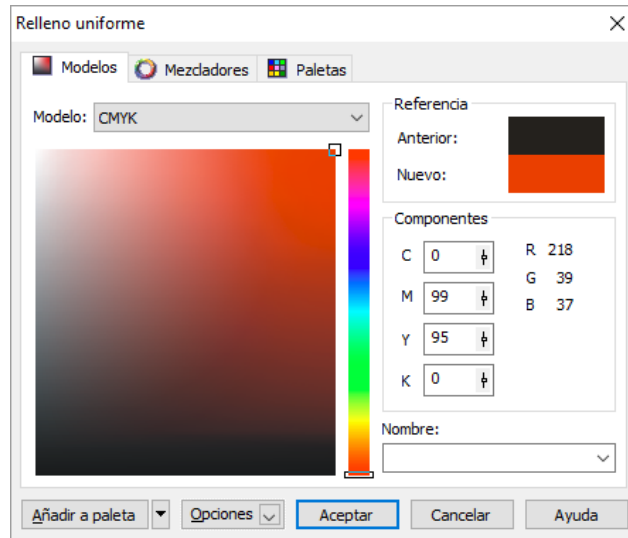 Relleno uniforme
Modelos Mezcladores Paletas
Modelo: CMYK
Referencia
Anterior:
Nuevo:
Componentes
C 0 R 218
G 39
M 99 B 37
Y 95
K 0
Nombre:
Añadir a paleta Opciones Aceptar Cancelar Ayuda